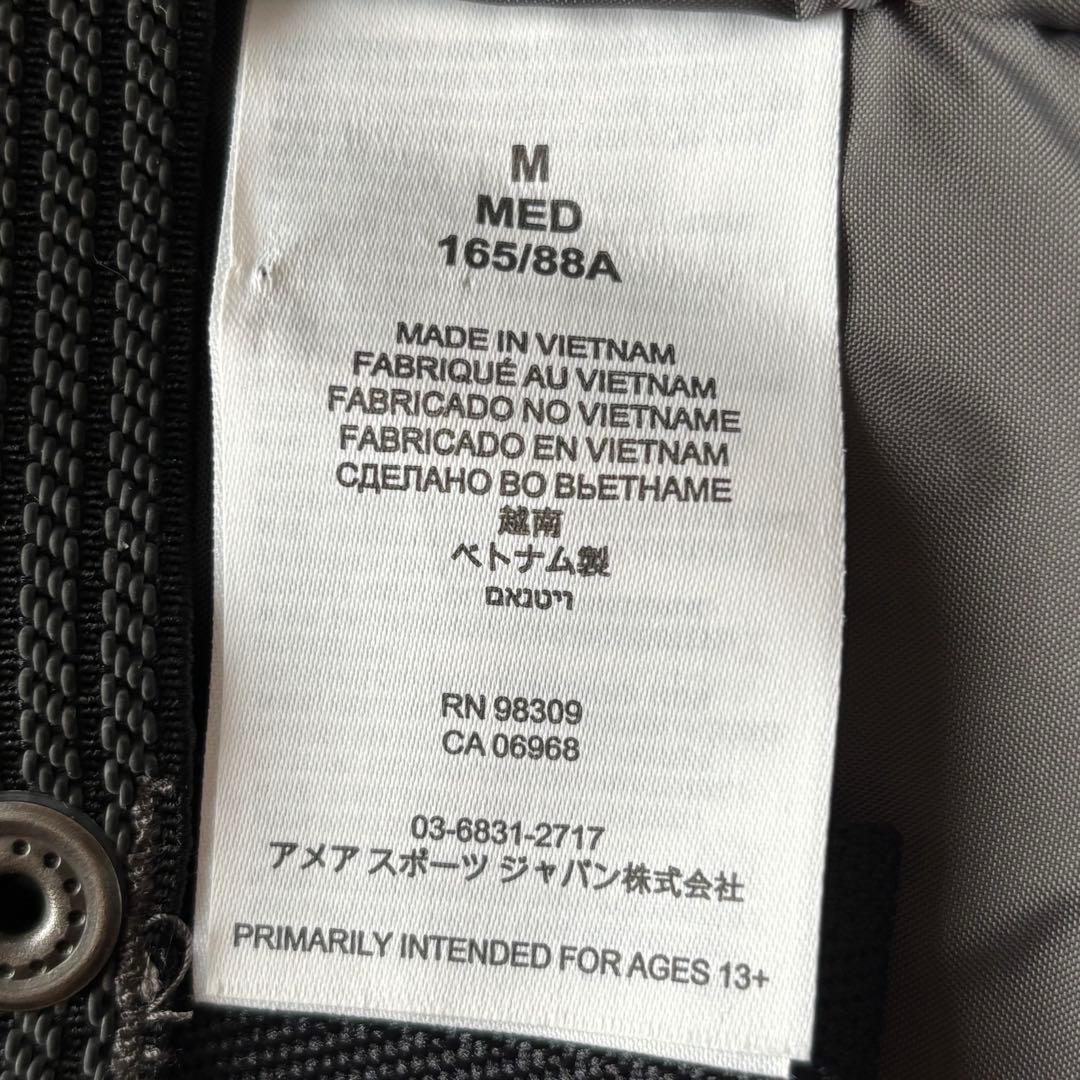 M
MED
165/88A
MADE IN VIETNAM
FABRIQUÉ AU VIETNAM
FABRICADO NO VIETNAME
FABRICADO EN VIETNAM
СДЕЛАНО ВО ВЬЕТНАМЕ
越南
ベトナム製
וייטנאם
RN 98309
CA 06968
03-6831-2717
アメア スポーツ ジャパン株式会社
PRIMARILY INTENDED FOR AGES 13+